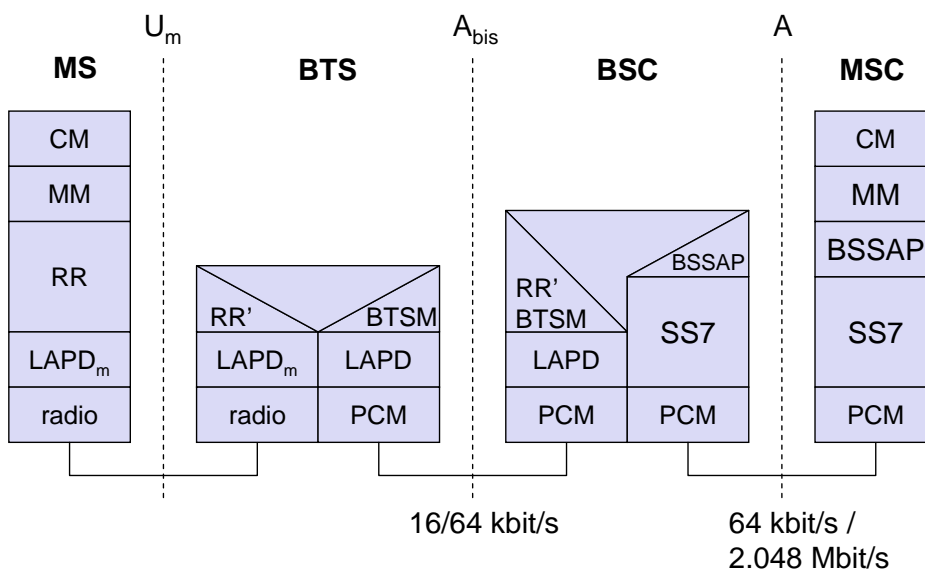 Um Abis A
MS BTS BSC MSC
CM CM
MM MM
RR BSSAP
RR’ BTSM RR’ BSSAP
BTSM
SS7 SS7
LAPDm LAPDm LAPD LAPD
radio radio PCM PCM PCM PCM
16/64 kbit/s 64 kbit/s /
2.048 Mbit/s